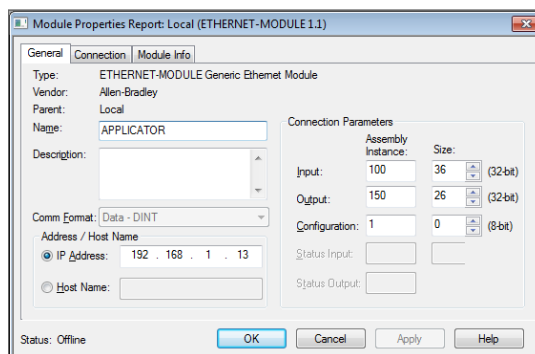 Module Properties Report: Local (ETHERNET-MODULE 1.1)
General Connection Module Info
Type: ETHERNET-MODULE Generic Ethernet Module
Vendor: Allen-Bradley
Parent: Local
Name: APPLICATOR
Description:
Comm Format: Data - DINT
Address / Host Name
IP Address: 192 . 168 . 1 . 13
Host Name:
Connection Parameters
Assembly Instance: Size:
Input: 100 36 (32-bit)
Output: 150 26 (32-bit)
Configuration: 1 0 (8-bit)
Status Input:
Status Output:
Status: Offline
OK Cancel Apply Help